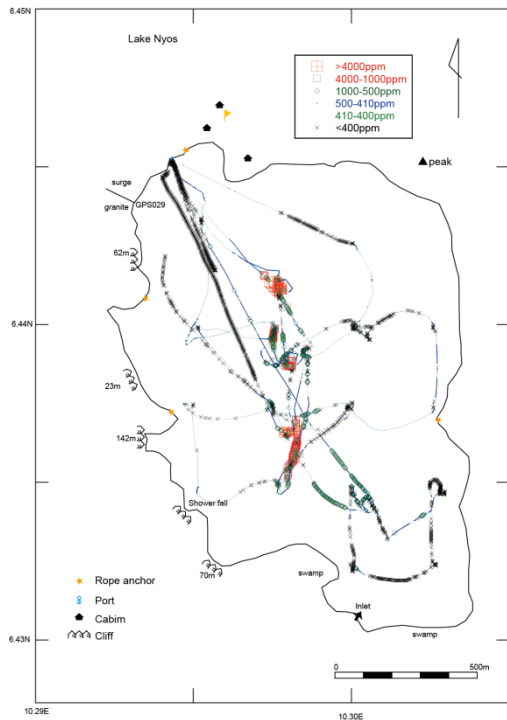 6.45N
Lake Nyos
>4000ppm
4000-1000ppm
1000-500ppm
500-410ppm
410-400ppm
<400ppm
peak
surge
granite
GPS029
62m
6.44N
23m
142m
Shower fall
70m
swamp
Inlet
swamp
Rope anchor
Port
Cabim
Cliff
6.43N
0
500m
10.29E
10.30E